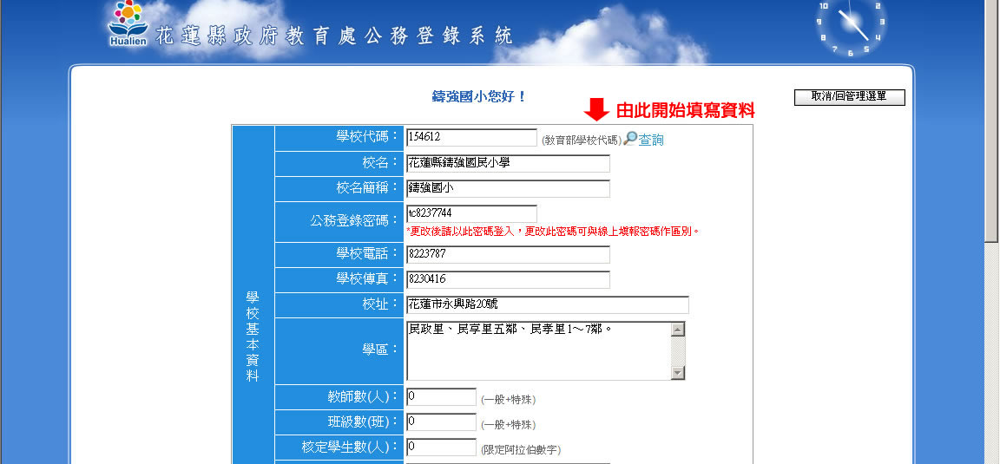 Hualien 花蓮縣政府教育處公務登錄系統
10 2 9 3 8 4 7 6 5
鑄強國小您好！
取消/回管理選單
由此開始填寫資料
學校基本資料
學校代碼： 154612 (教育部學校代碼) 查詢
校名： 花蓮縣鑄強國民小學
校名簡稱： 鑄強國小
公務登錄密碼： tc8237744
*更改後請以此密碼登入，更改此密碼可與線上填報密碼作區別。
學校電話： 8223787
學校傳真： 8230416
校址： 花蓮市永興路20號
學區： 民政里、民享里五鄰、民孝里1～7鄰。
教師數(人)： 0 (一般+特殊)
班級數(班)： 0 (一般+特殊)
核定學生數(人)： 0 (限定阿拉伯數字)